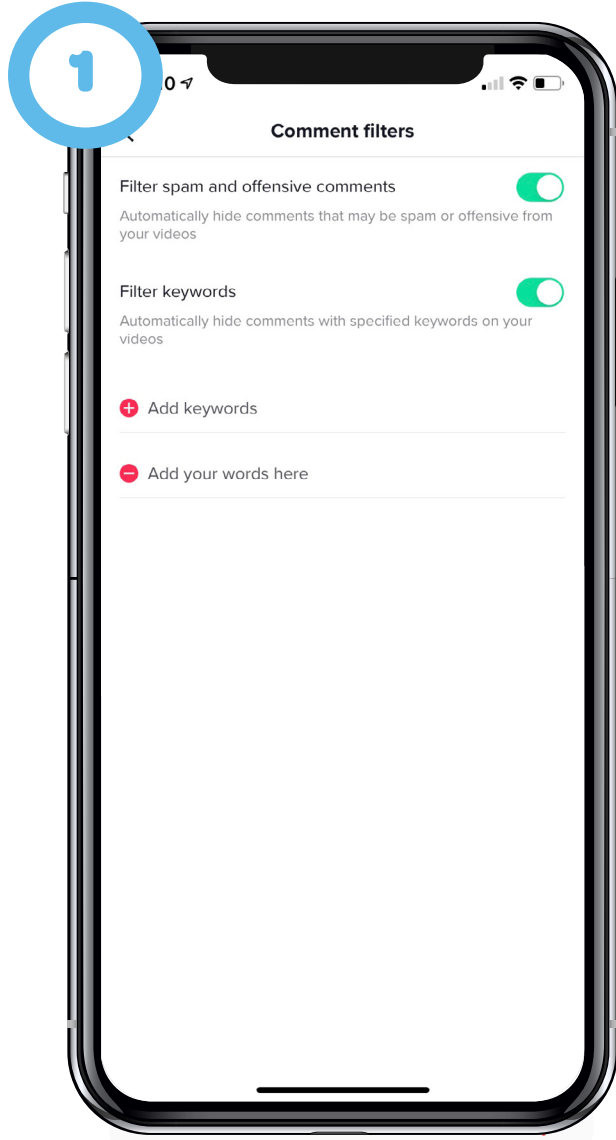 1
0
Comment filters
Filter spam and offensive comments
Automatically hide comments that may be spam or offensive from
your videos
Filter keywords
Automatically hide comments with specified keywords on your
videos
Add keywords
Add your words here